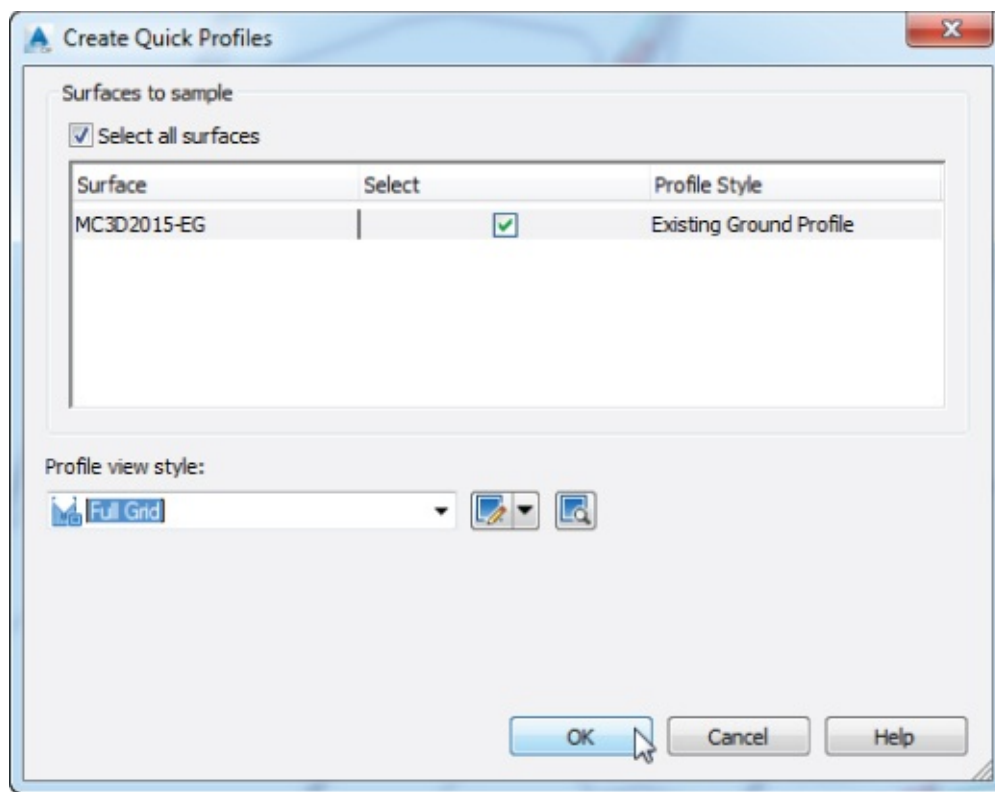 Create Quick Profiles
Surfaces to sample
Select all surfaces
Surface Select Profile Style
MC3D2015-EG Existing Ground Profile
Profile view style:
Full Grid
OK Cancel Help